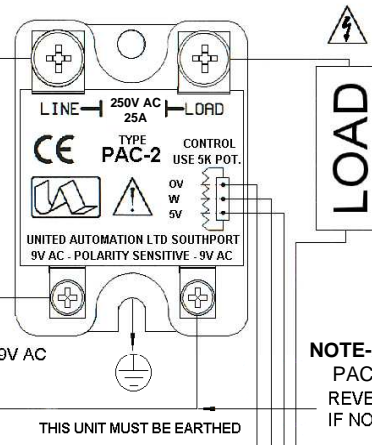 LINE 250V AC LOAD
25A
CE
TYPE
PAC-2
CONTROL
USE 5K POT.
0V
W
5V
UNITED AUTOMATION LTD SOUTHPORT
9V AC - POLARITY SENSITIVE - 9V AC
LOAD
9V AC
NOTE-
PAC
REVE
IF NO
THIS UNIT MUST BE EARTHED